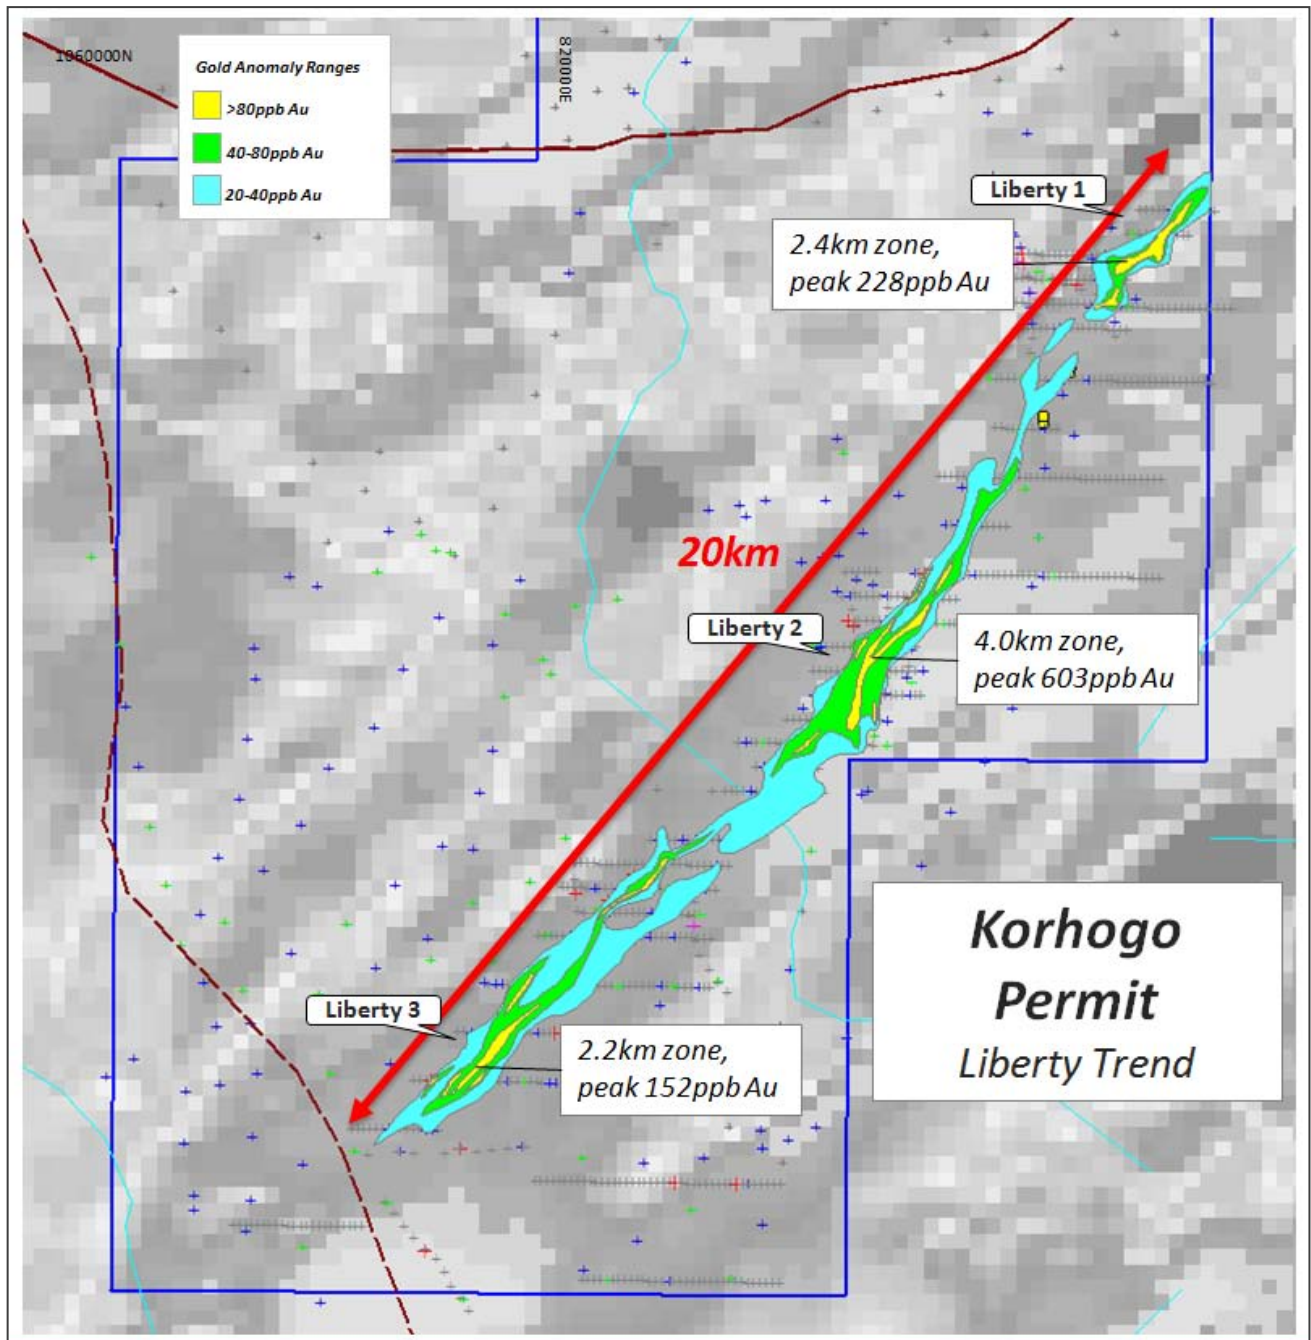 1060000N
820000E
Gold Anomaly Ranges
>80ppb Au
40-80ppb Au
20-40ppb Au
Liberty 1
2.4km zone,
peak 228ppb Au
20km
Liberty 2
4.0km zone,
peak 603ppb Au
Korhogo
Permit
Liberty Trend
Liberty 3
2.2km zone,
peak 152ppb Au